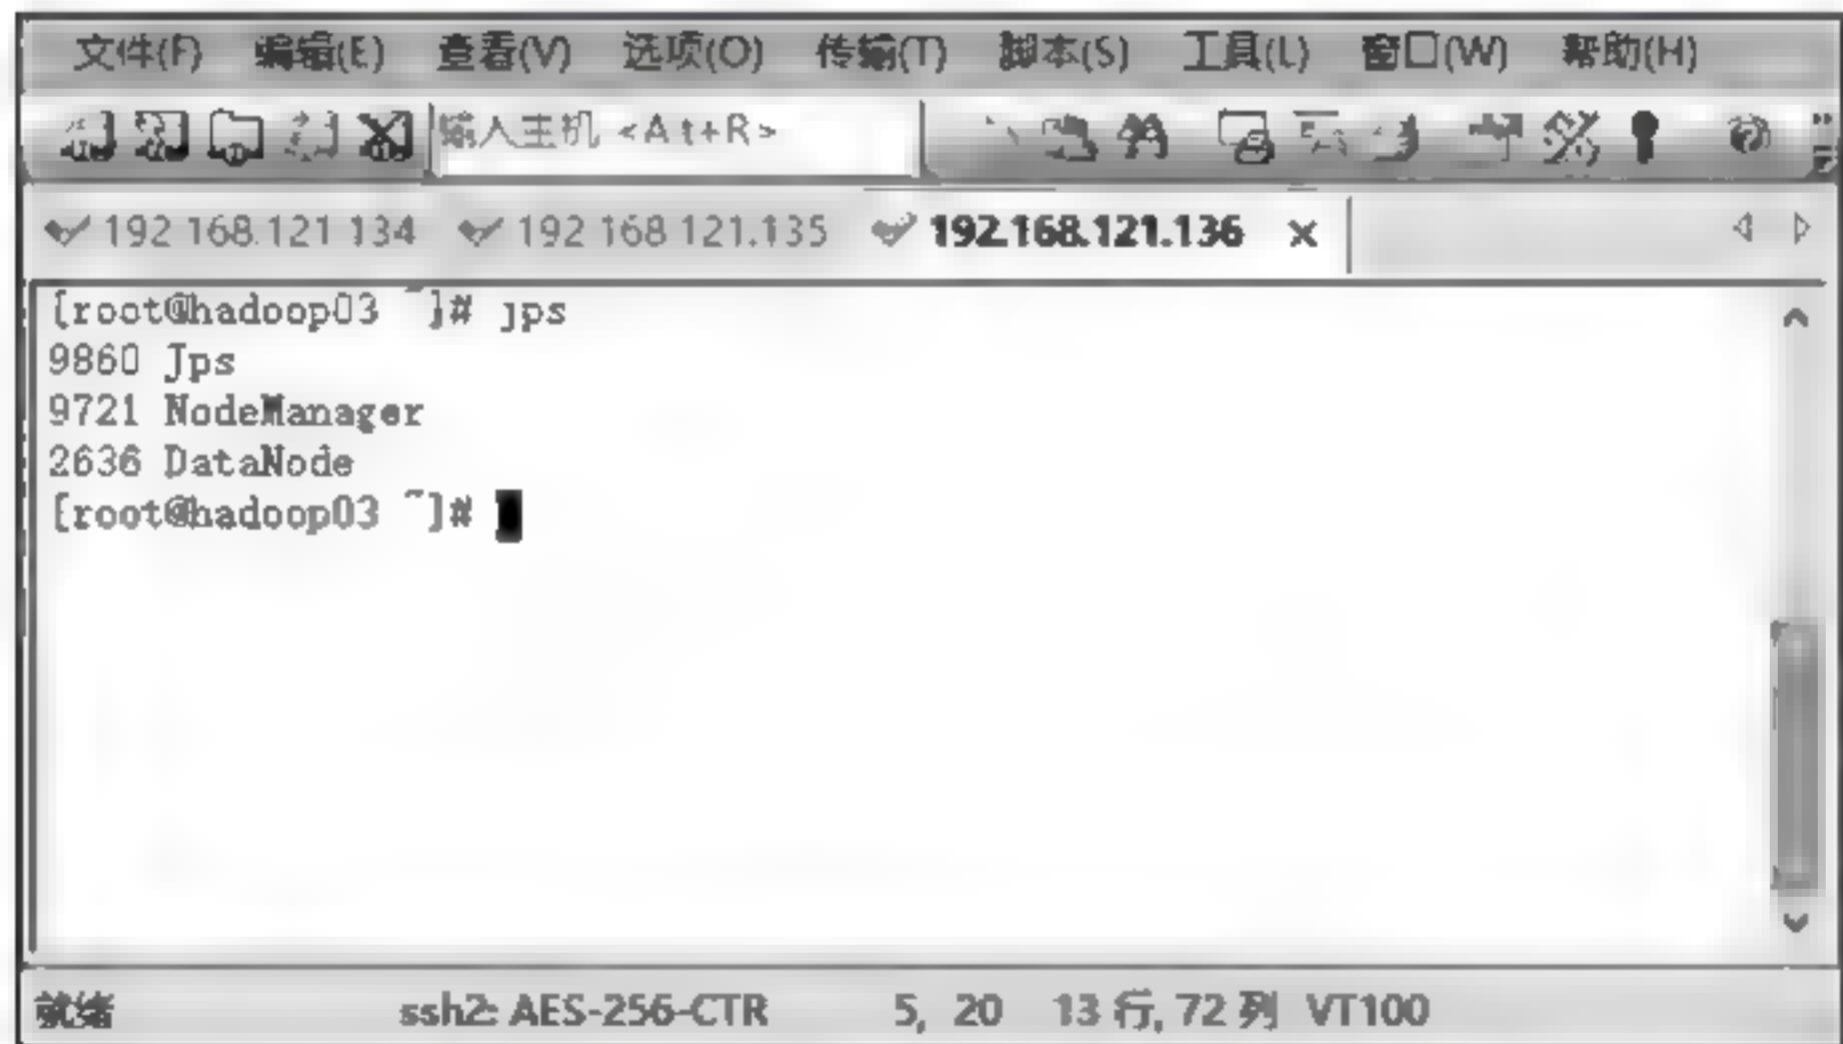 文件(F) 编辑(E) 查看(V) 选项(O) 传输(T) 脚本(S) 工具(L) 窗口(W) 帮助(H)
输入主机 <A t+R>
192 168.121 134 192 168 121.135 192.168.121.136
[root@hadoop03 ~]# jps
9860 Jps
9721 NodeManager
2636 DataNode
[root@hadoop03 ~]#
就绪 ssh2: AES-256-CTR 5, 20 13 行, 72 列 VT100